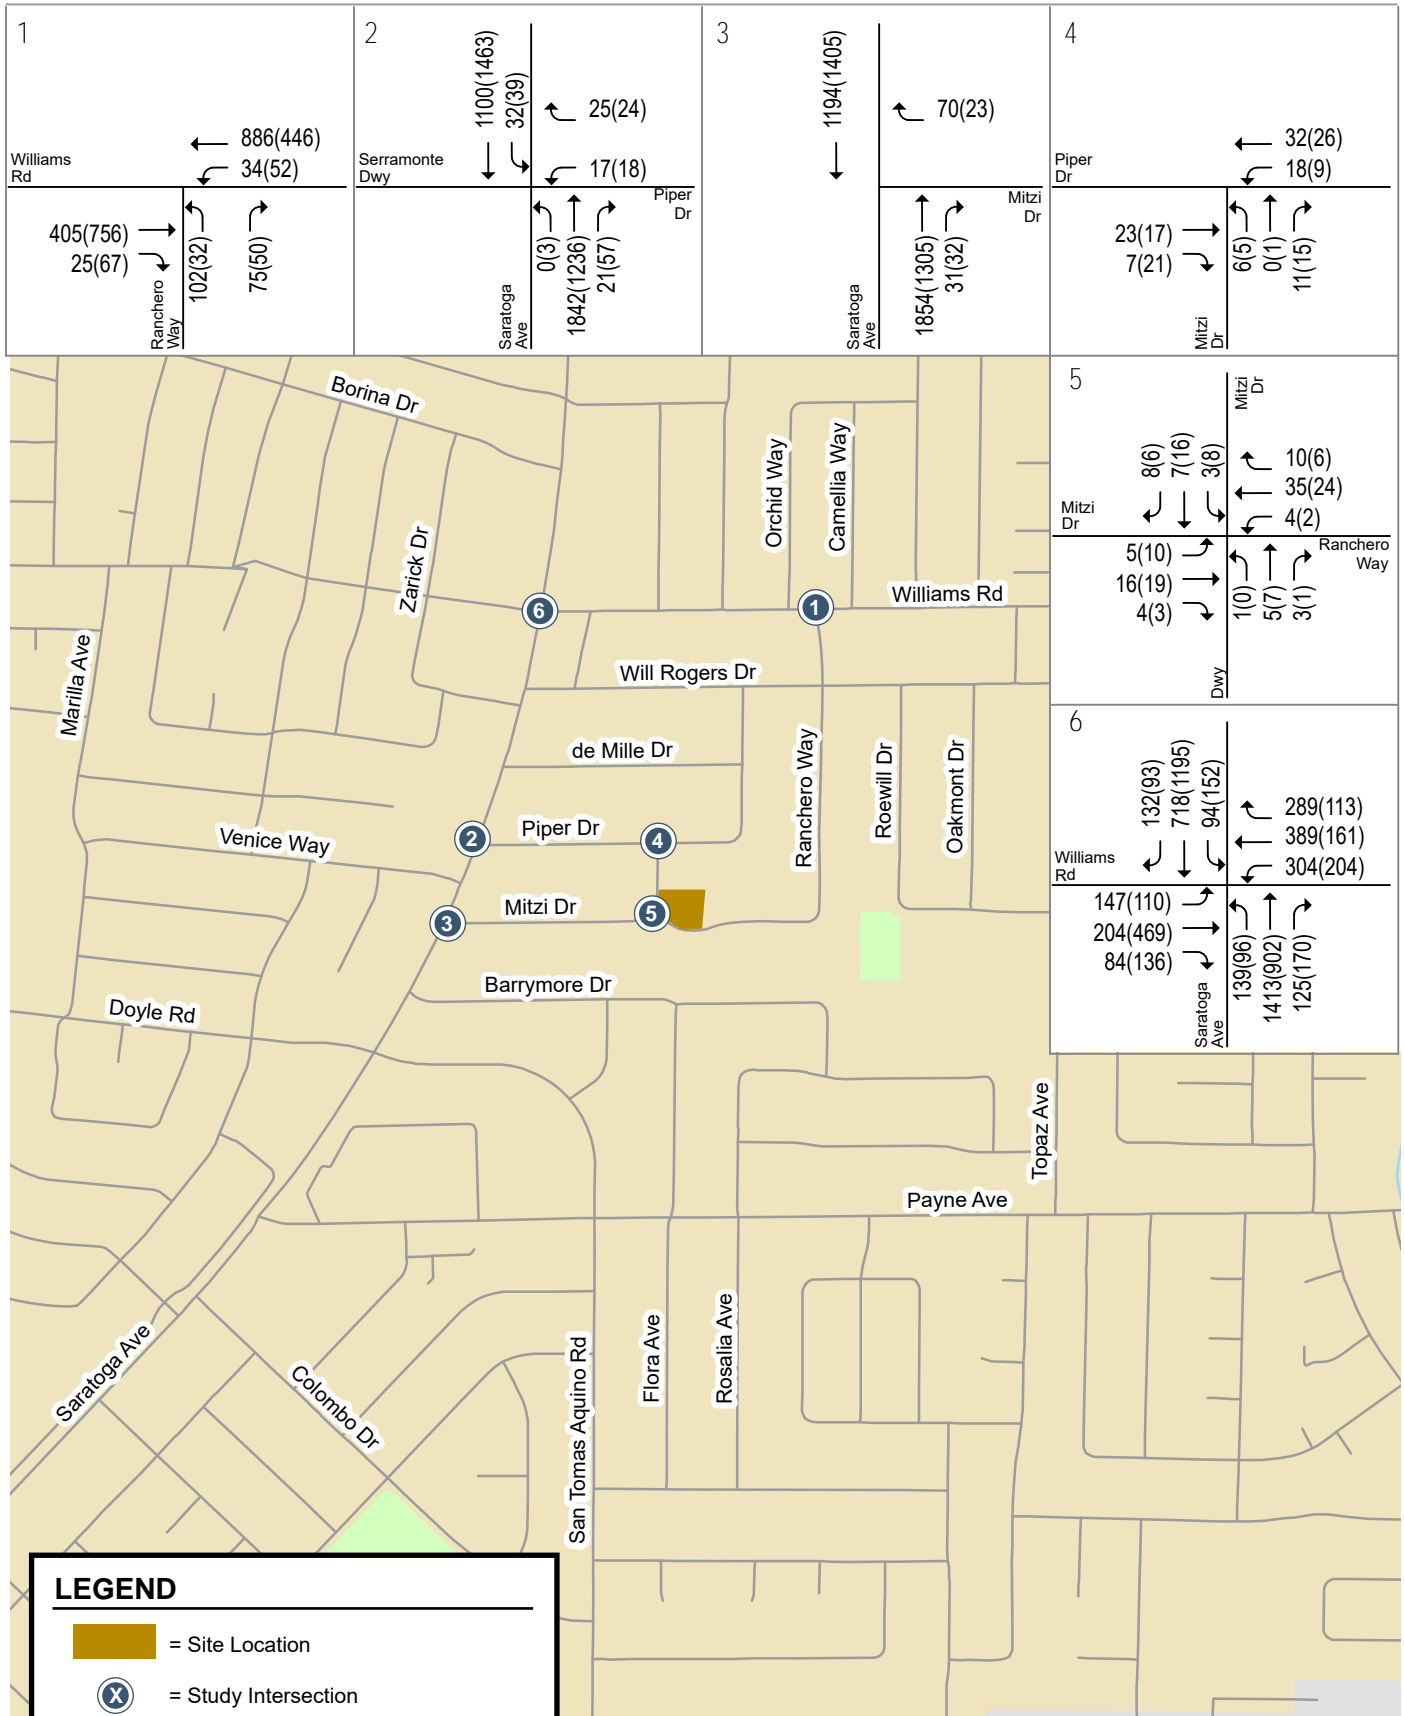 1
Williams
Rd
886(446)
34(52)
405(756)
25(67)
102(32)
75(50)
Ranchero
Way
2
1100(1463)
32(39)
25(24)
Serramonte
Dwy
17(18)
Piper
Dr
0(3)
1842(1236)
21(57)
Saratoga
Ave
3
1194(1405)
70(23)
Mitzi
Dr
1854(1305)
31(32)
Saratoga
Ave
4
32(26)
Piper
Dr
18(9)
23(17)
7(21)
6(5)
0(1)
11(15)
Mitzi
Dr
5
Mitzi
Dr
8(6)
7(16)
3(8)
10(6)
35(24)
4(2)
Mitzi
Dr
Ranchero
Way
5(10)
16(19)
4(3)
1(0)
5(7)
3(1)
Dwy
6
132(93)
718(1195)
94(152)
289(113)
389(161)
304(204)
Williams
Rd
147(110)
204(469)
84(136)
139(96)
1413(902)
125(170)
Saratoga
Ave
Borina Dr
Orchid Way
Camellia Way
Zarick Dr
Williams Rd
6
1
Marilla Ave
Will Rogers Dr
de Mille Dr
Ranchero Way
Roewill Dr
Oakmont Dr
Venice Way
2
Piper Dr
4
3
Mitzi Dr
5
Barrymore Dr
Doyle Rd
Topaz Ave
Payne Ave
Saratoga Ave
Colombo Dr
San Tomas Aquino Rd
Flora Ave
Rosalia Ave
LEGEND
= Site Location
X
= Study Intersection